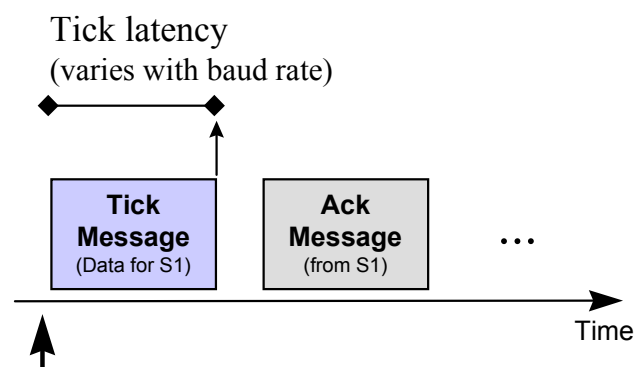 Tick latency
(varies with baud rate)
Tick
Message
(Data for S1)
Ack
Message
(from S1)
...
Time